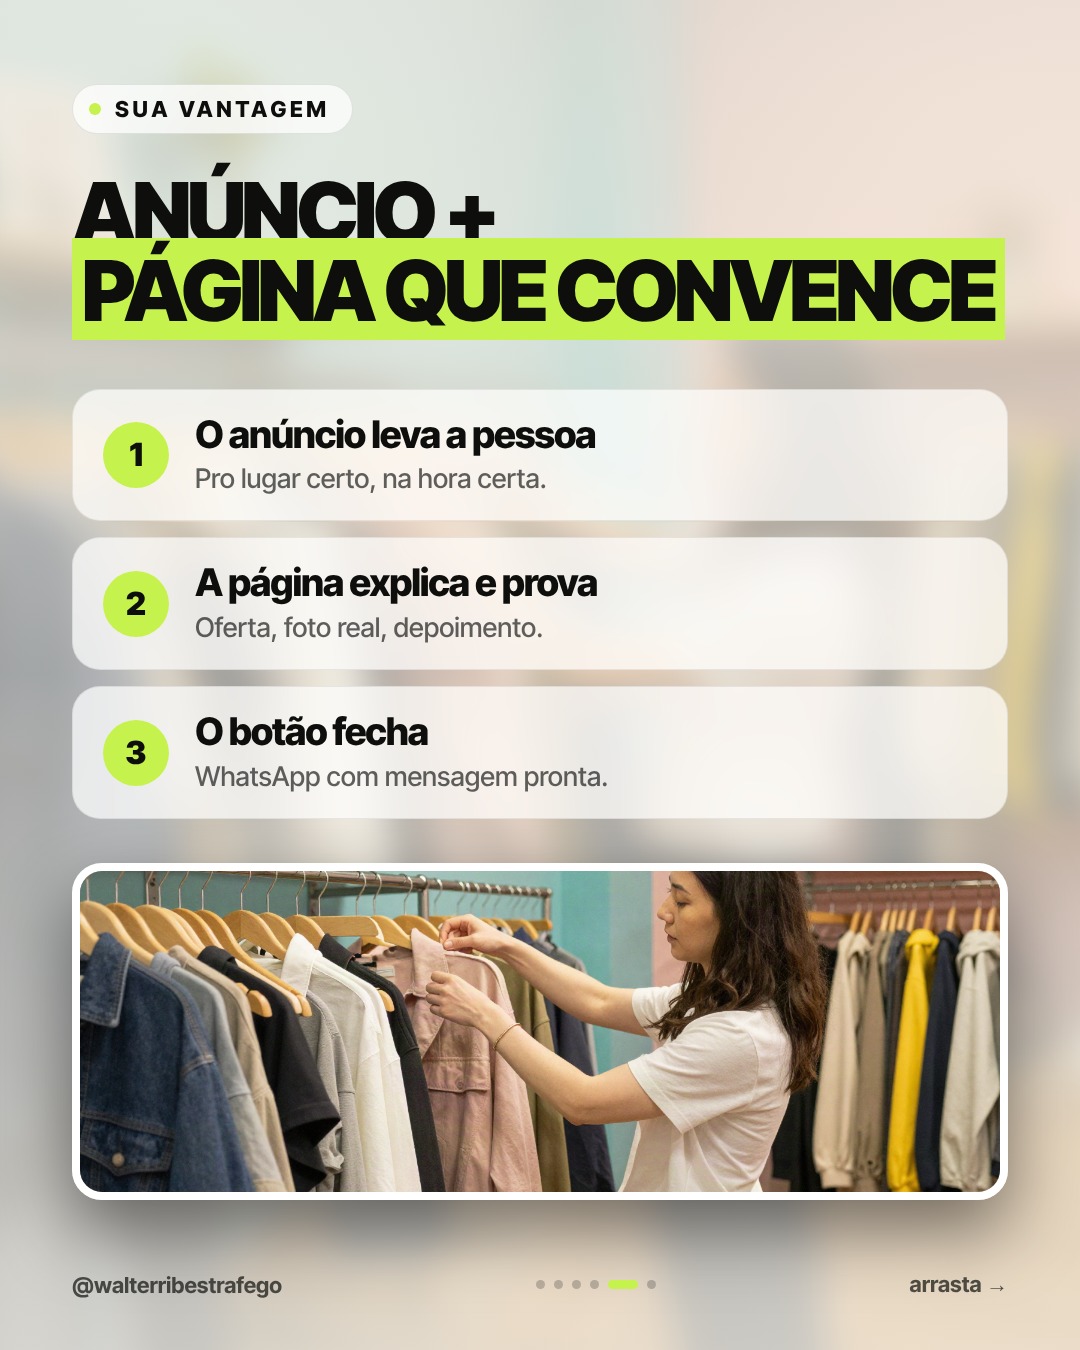 SUA VANTAGEM
ANÚNCIO +
PÁGINA QUE CONVENCE
1
O anúncio leva a pessoa
Pro lugar certo, na hora certa.
2
A página explica e prova
Oferta, foto real, depoimento.
3
O botão fecha
WhatsApp com mensagem pronta.
@walterribestrafego
arrasta →